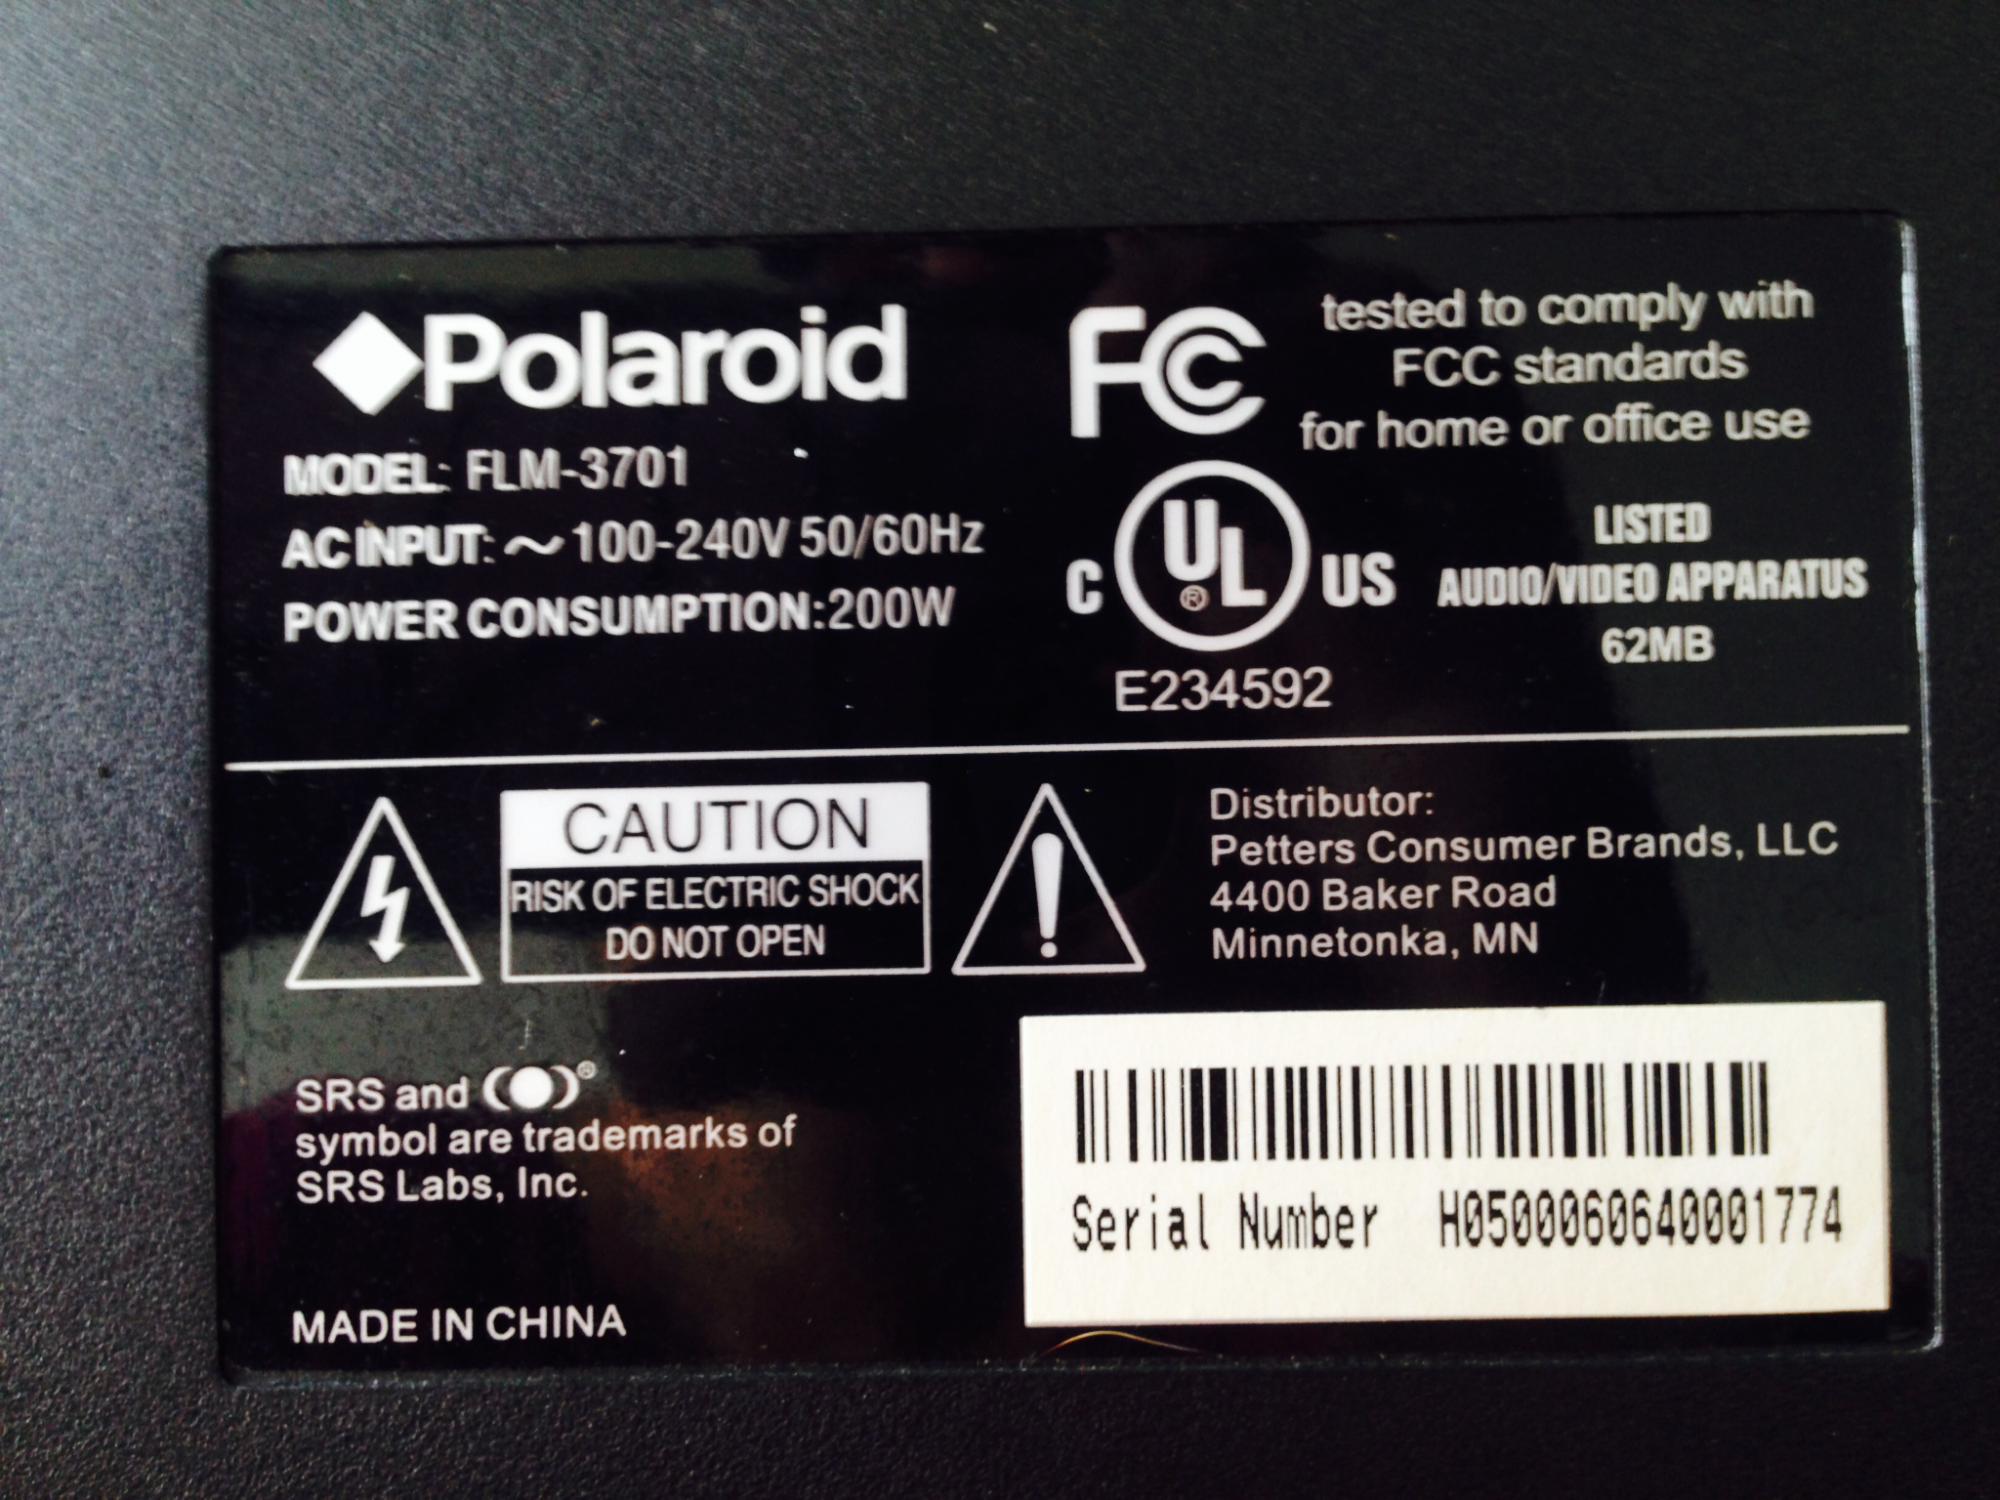 Polaroid
MODEL: FLM-3701
AC INPUT: ~ 100-240V 50/60Hz
POWER CONSUMPTION:200W
FC
tested to comply with
FCC standards
for home or office use
C UL® US
E234592
LISTED
AUDIO/VIDEO APPARATUS
62MB
CAUTION
RISK OF ELECTRIC SHOCK
DO NOT OPEN
Distributor:
Petters Consumer Brands, LLC
4400 Baker Road
Minnetonka, MN
SRS and (●)®
symbol are trademarks of
SRS Labs, Inc.
MADE IN CHINA
Serial Number H0500060640001774